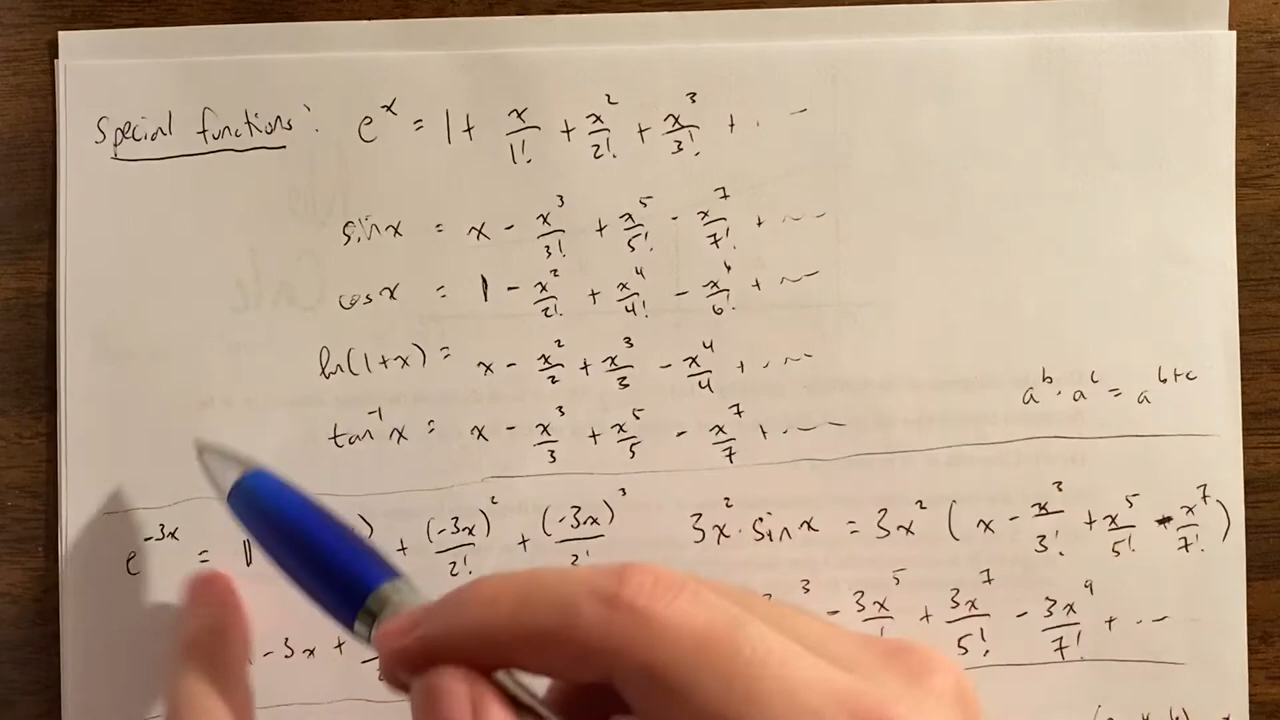 Special functions: e^x = 1 + x/1! + x^2/2! + x^3/3! + ...
sin x = x - x^3/3! + x^5/5! - x^7/7! + ...
cos x = 1 - x^2/2! + x^4/4! - x^6/6! + ...
ln(1+x) = x - x^2/2 + x^3/3 - x^4/4 + ...
a^b · a^c = a^{b+c}
tan^{-1} x = x - x^3/3 + x^5/5 - x^7/7 + ...
e^{-3x} = 1 ) + (-3x)^2/2! + (-3x)^3/
3x^2 · sin x = 3x^2 ( x - x^3/3! + x^5/5! - x^7/7! )
- 3x +
3 - 3x^5/ ! + 3x^7/5! - 3x^9/7! + ...